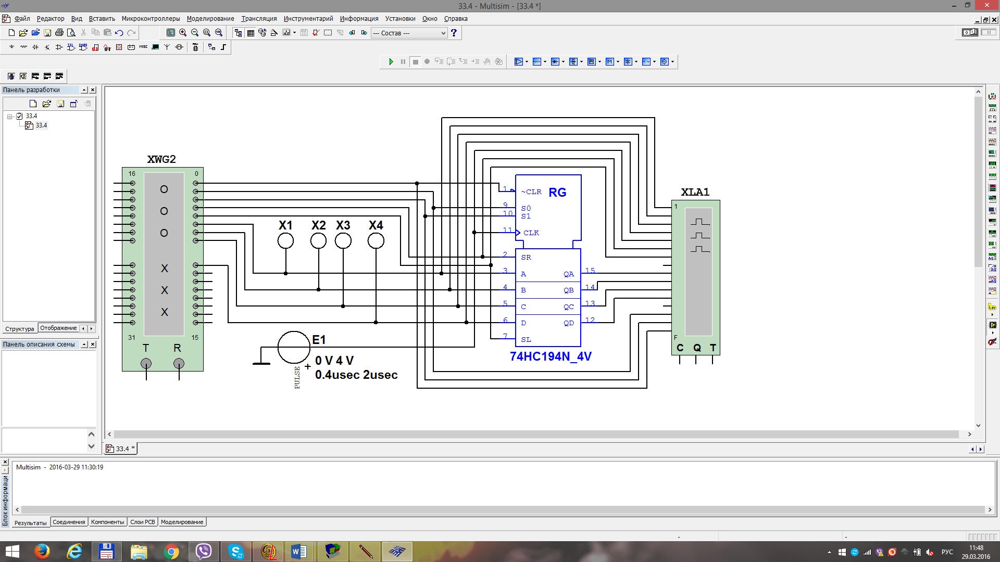 33.4 - Multisim - [33.4 *]
Файл Редактор Вид Вставить Микроконтроллеры Моделирование Трансляция Инструментарий Информация Установки Окно Справка
--- Состав ---
MISC
Панель разработки
33.4
33.4
Структура Отображение
Панель описания схемы
XWG2
16 0
O
O
O
X
X
X
31 15
T R
X1 X2 X3 X4
E1
0 V 4 V
0.4usec 2usec
PULSE
+
RG
1 ~CLR
9 S0
10 S1
11 CLK
2 SR
3 A QA 15
4 B QB 14
5 C QC 13
6 D QD 12
7 SL
74HC194N_4V
XLA1
1
F
C Q T
33.4 *
Multisim - 2016-03-29 11:30:19
Блок информаци
Результаты Соединения Компоненты Слои PCB Моделирование
- -
РУС
11:48
29.03.2016